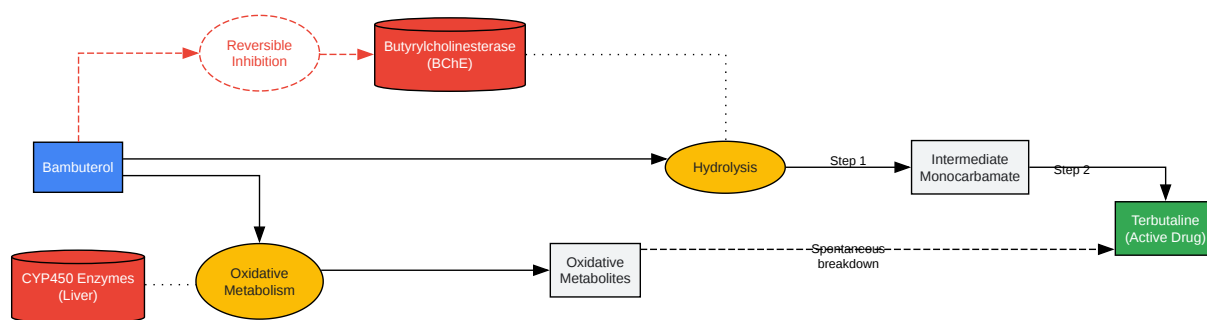 Reversible
Inhibition
Butyrylcholinesterase
(BChE)
Bambuterol
Hydrolysis
Step 1
Intermediate
Monocarbamate
Step 2
Terbutaline
(Active Drug)
CYP450 Enzymes
(Liver)
Oxidative
Metabolism
Oxidative
Metabolites
Spontaneous
breakdown